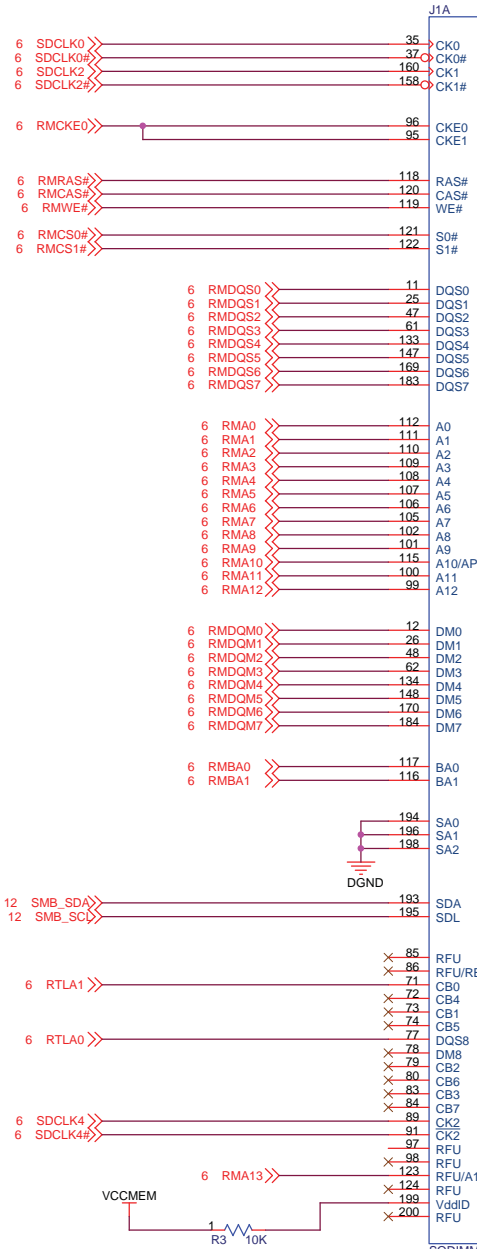 J1A
6 SDCLK0 35 CK0
6 SDCLK0# 37 CK0#
6 SDCLK2 160 CK1
6 SDCLK2# 158 CK1#
6 RMCKE0 96 CKE0
95 CKE1
6 RMRAS# 118 RAS#
6 RMCAS# 120 CAS#
6 RMWE# 119 WE#
6 RMCS0# 121 S0#
6 RMCS1# 122 S1#
6 RMDQS0 11 DQS0
6 RMDQS1 25 DQS1
6 RMDQS2 47 DQS2
6 RMDQS3 61 DQS3
6 RMDQS4 133 DQS4
6 RMDQS5 147 DQS5
6 RMDQS6 169 DQS6
6 RMDQS7 183 DQS7
6 RMA0 112 A0
6 RMA1 111 A1
6 RMA2 110 A2
6 RMA3 109 A3
6 RMA4 108 A4
6 RMA5 107 A5
6 RMA6 106 A6
6 RMA7 105 A7
6 RMA8 102 A8
6 RMA9 101 A9
6 RMA10 115 A10/AP
6 RMA11 100 A11
6 RMA12 99 A12
6 RMDQM0 12 DM0
6 RMDQM1 26 DM1
6 RMDQM2 48 DM2
6 RMDQM3 62 DM3
6 RMDQM4 134 DM4
6 RMDQM5 148 DM5
6 RMDQM6 170 DM6
6 RMDQM7 184 DM7
6 RMBA0 117 BA0
6 RMBA1 116 BA1
194 SA0
196 SA1
198 SA2
DGND
12 SMB_SDA 193 SDA
12 SMB_SCL 195 SDL
85 RFU
86 RFU/RE
6 RTLA1 71 CB0
72 CB4
73 CB1
74 CB5
6 RTLA0 77 DQS8
78 DM8
79 CB2
80 CB6
83 CB3
84 CB7
6 SDCLK4 89 CK2
6 SDCLK4# 91 CK2
97 RFU
98 RFU
6 RMA13 123 RFU/A1
124 RFU
VCCMEM 199 VddID
200 RFU
1
R3 10K